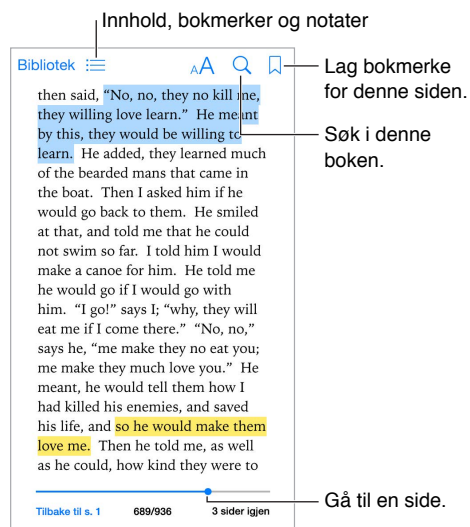 Innhold, bokmerker og notater
Bibliotek
AA
Lag bokmerke
for denne siden.
Søk i denne
boken.
then said, “No, no, they no kill me,
they willing love learn.” He meant
by this, they would be willing to
learn. He added, they learned much
of the bearded mans that came in
the boat. Then I asked him if he
would go back to them. He smiled
at that, and told me that he could
not swim so far. I told him I would
make a canoe for him. He told me
he would go if I would go with
him. “I go!” says I; “why, they will
eat me if I come there.” “No, no,”
says he, “me make they no eat you;
me make they much love you.” He
meant, he would tell them how I
had killed his enemies, and saved
his life, and so he would make them
love me. Then he told me, as well
as he could, how kind they were to
Gå til en side.
Tilbake til s. 1 689/936 3 sider igjen